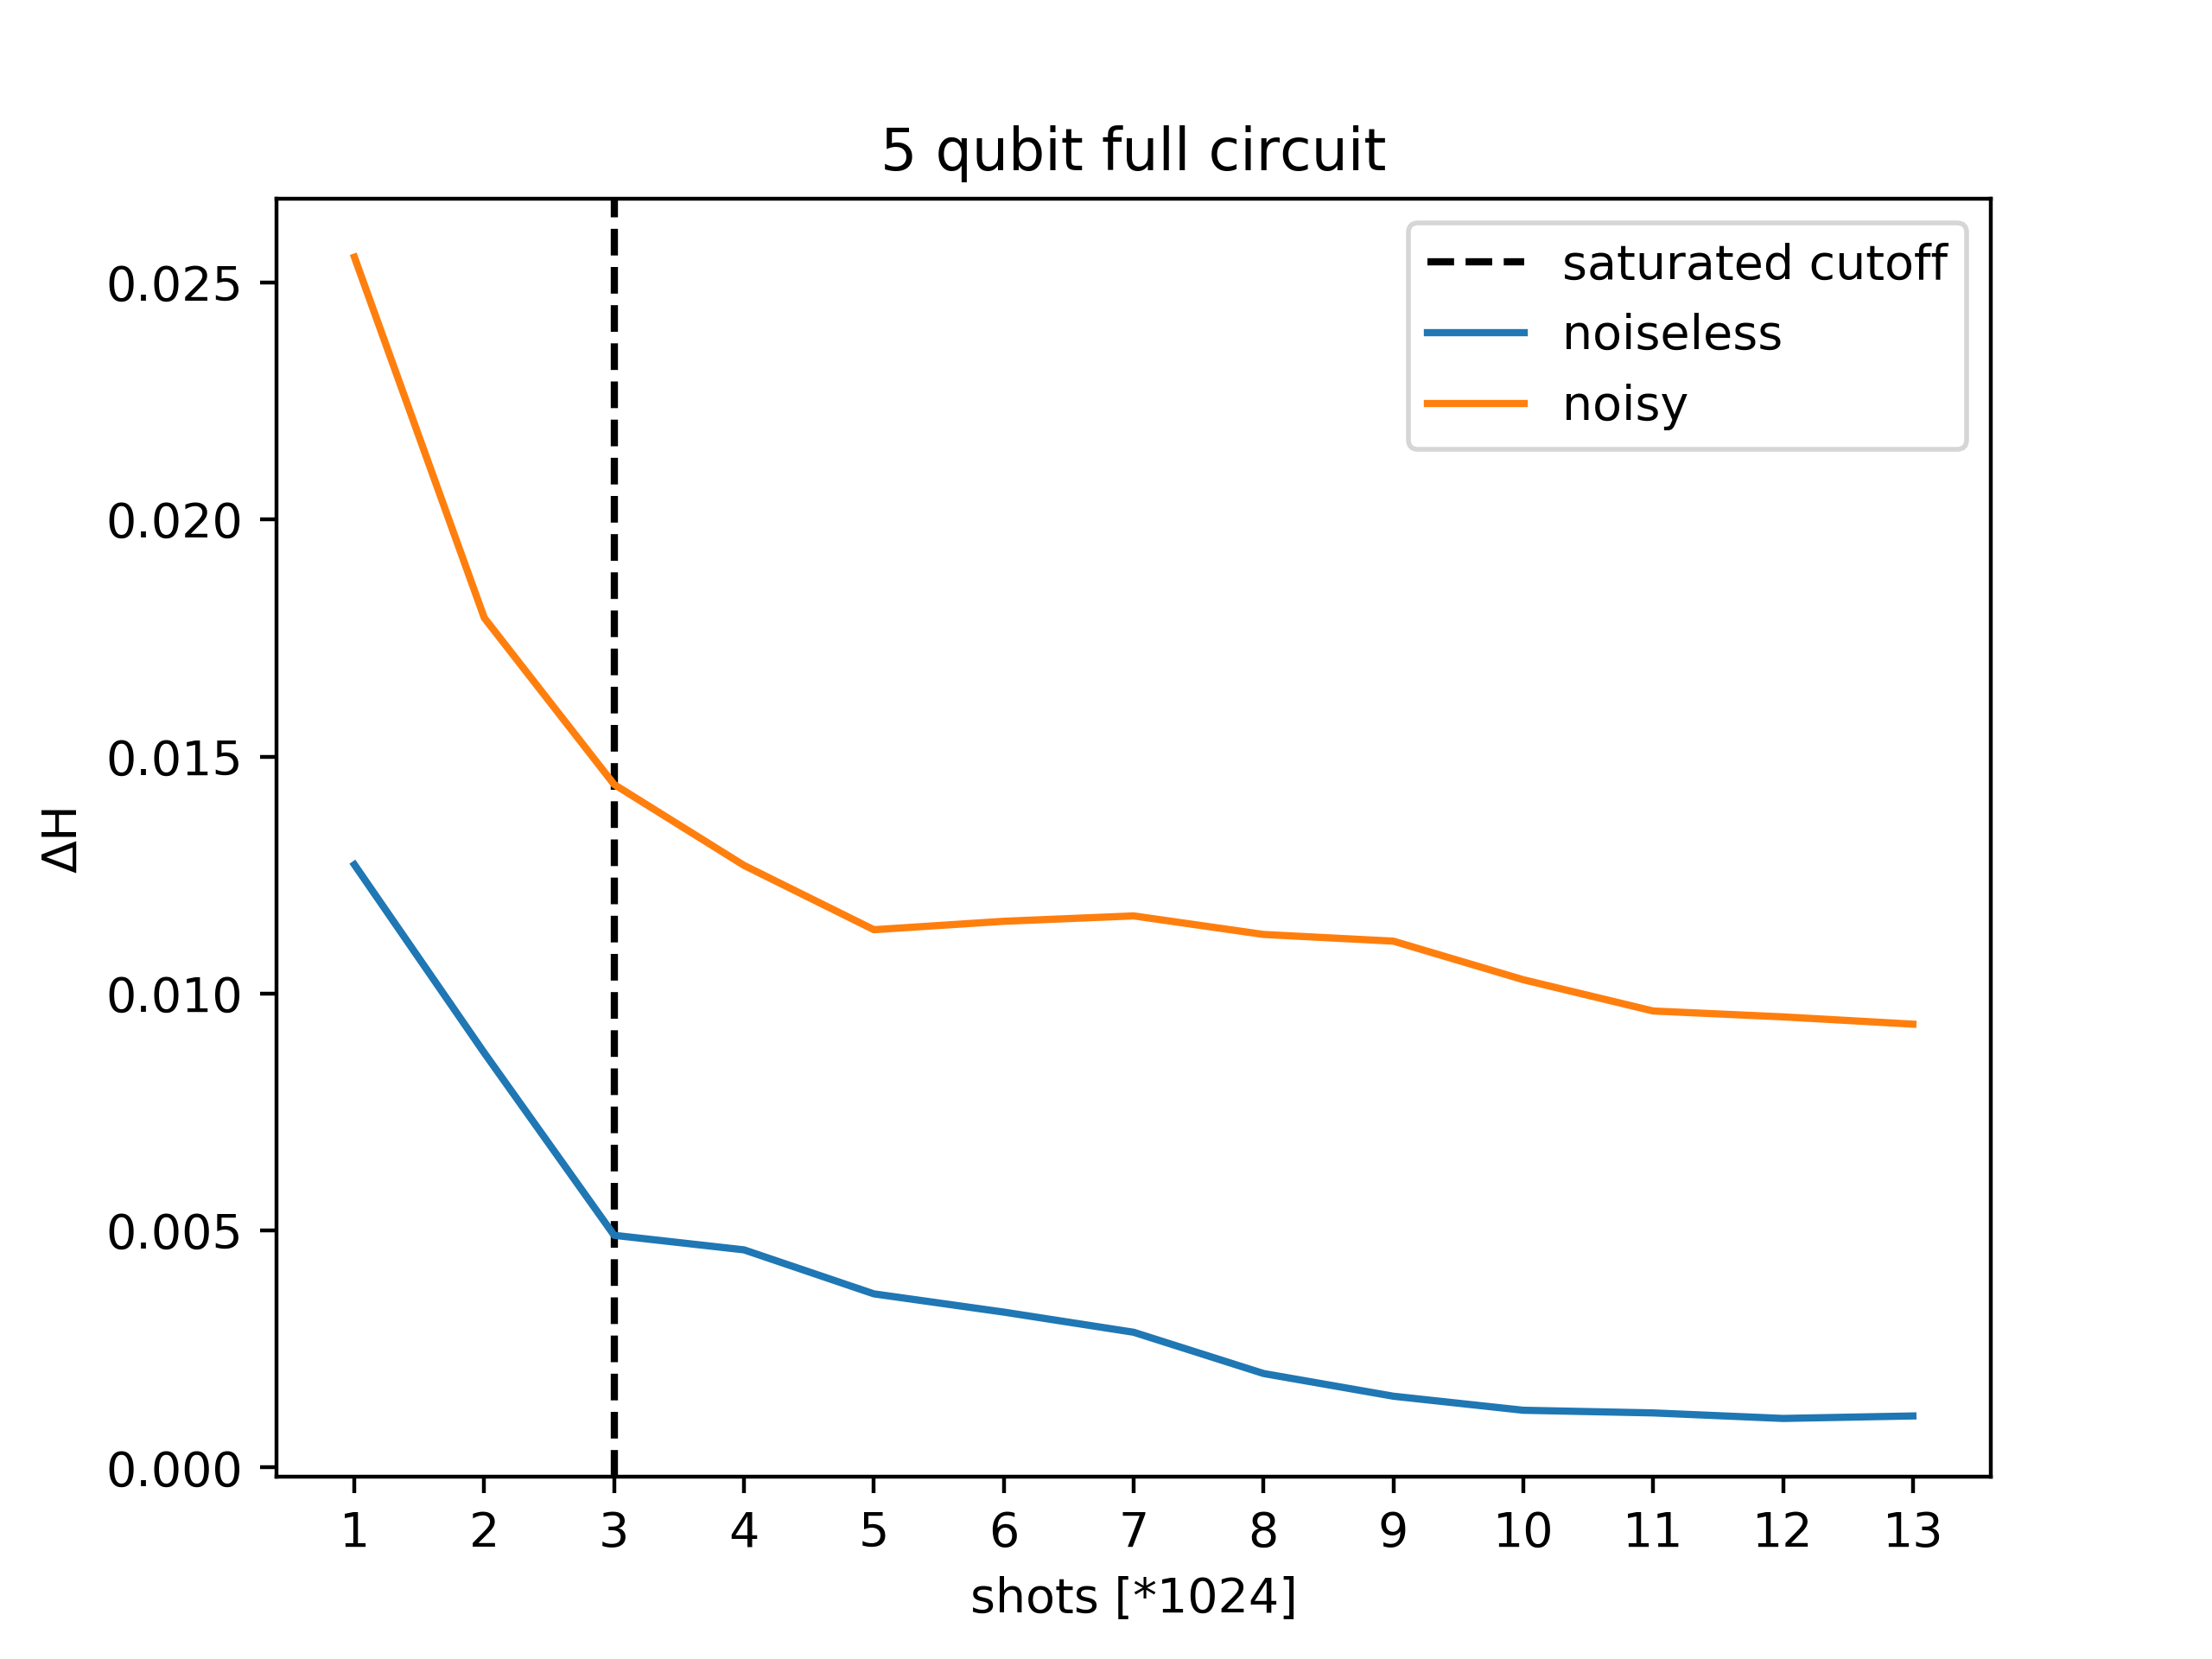 5 qubit full circuit
saturated cutoff
noiseless
noisy
0.025
0.020
0.015
0.010
0.005
0.000
ΔH
1 2 3 4 5 6 7 8 9 10 11 12 13
shots [*1024]